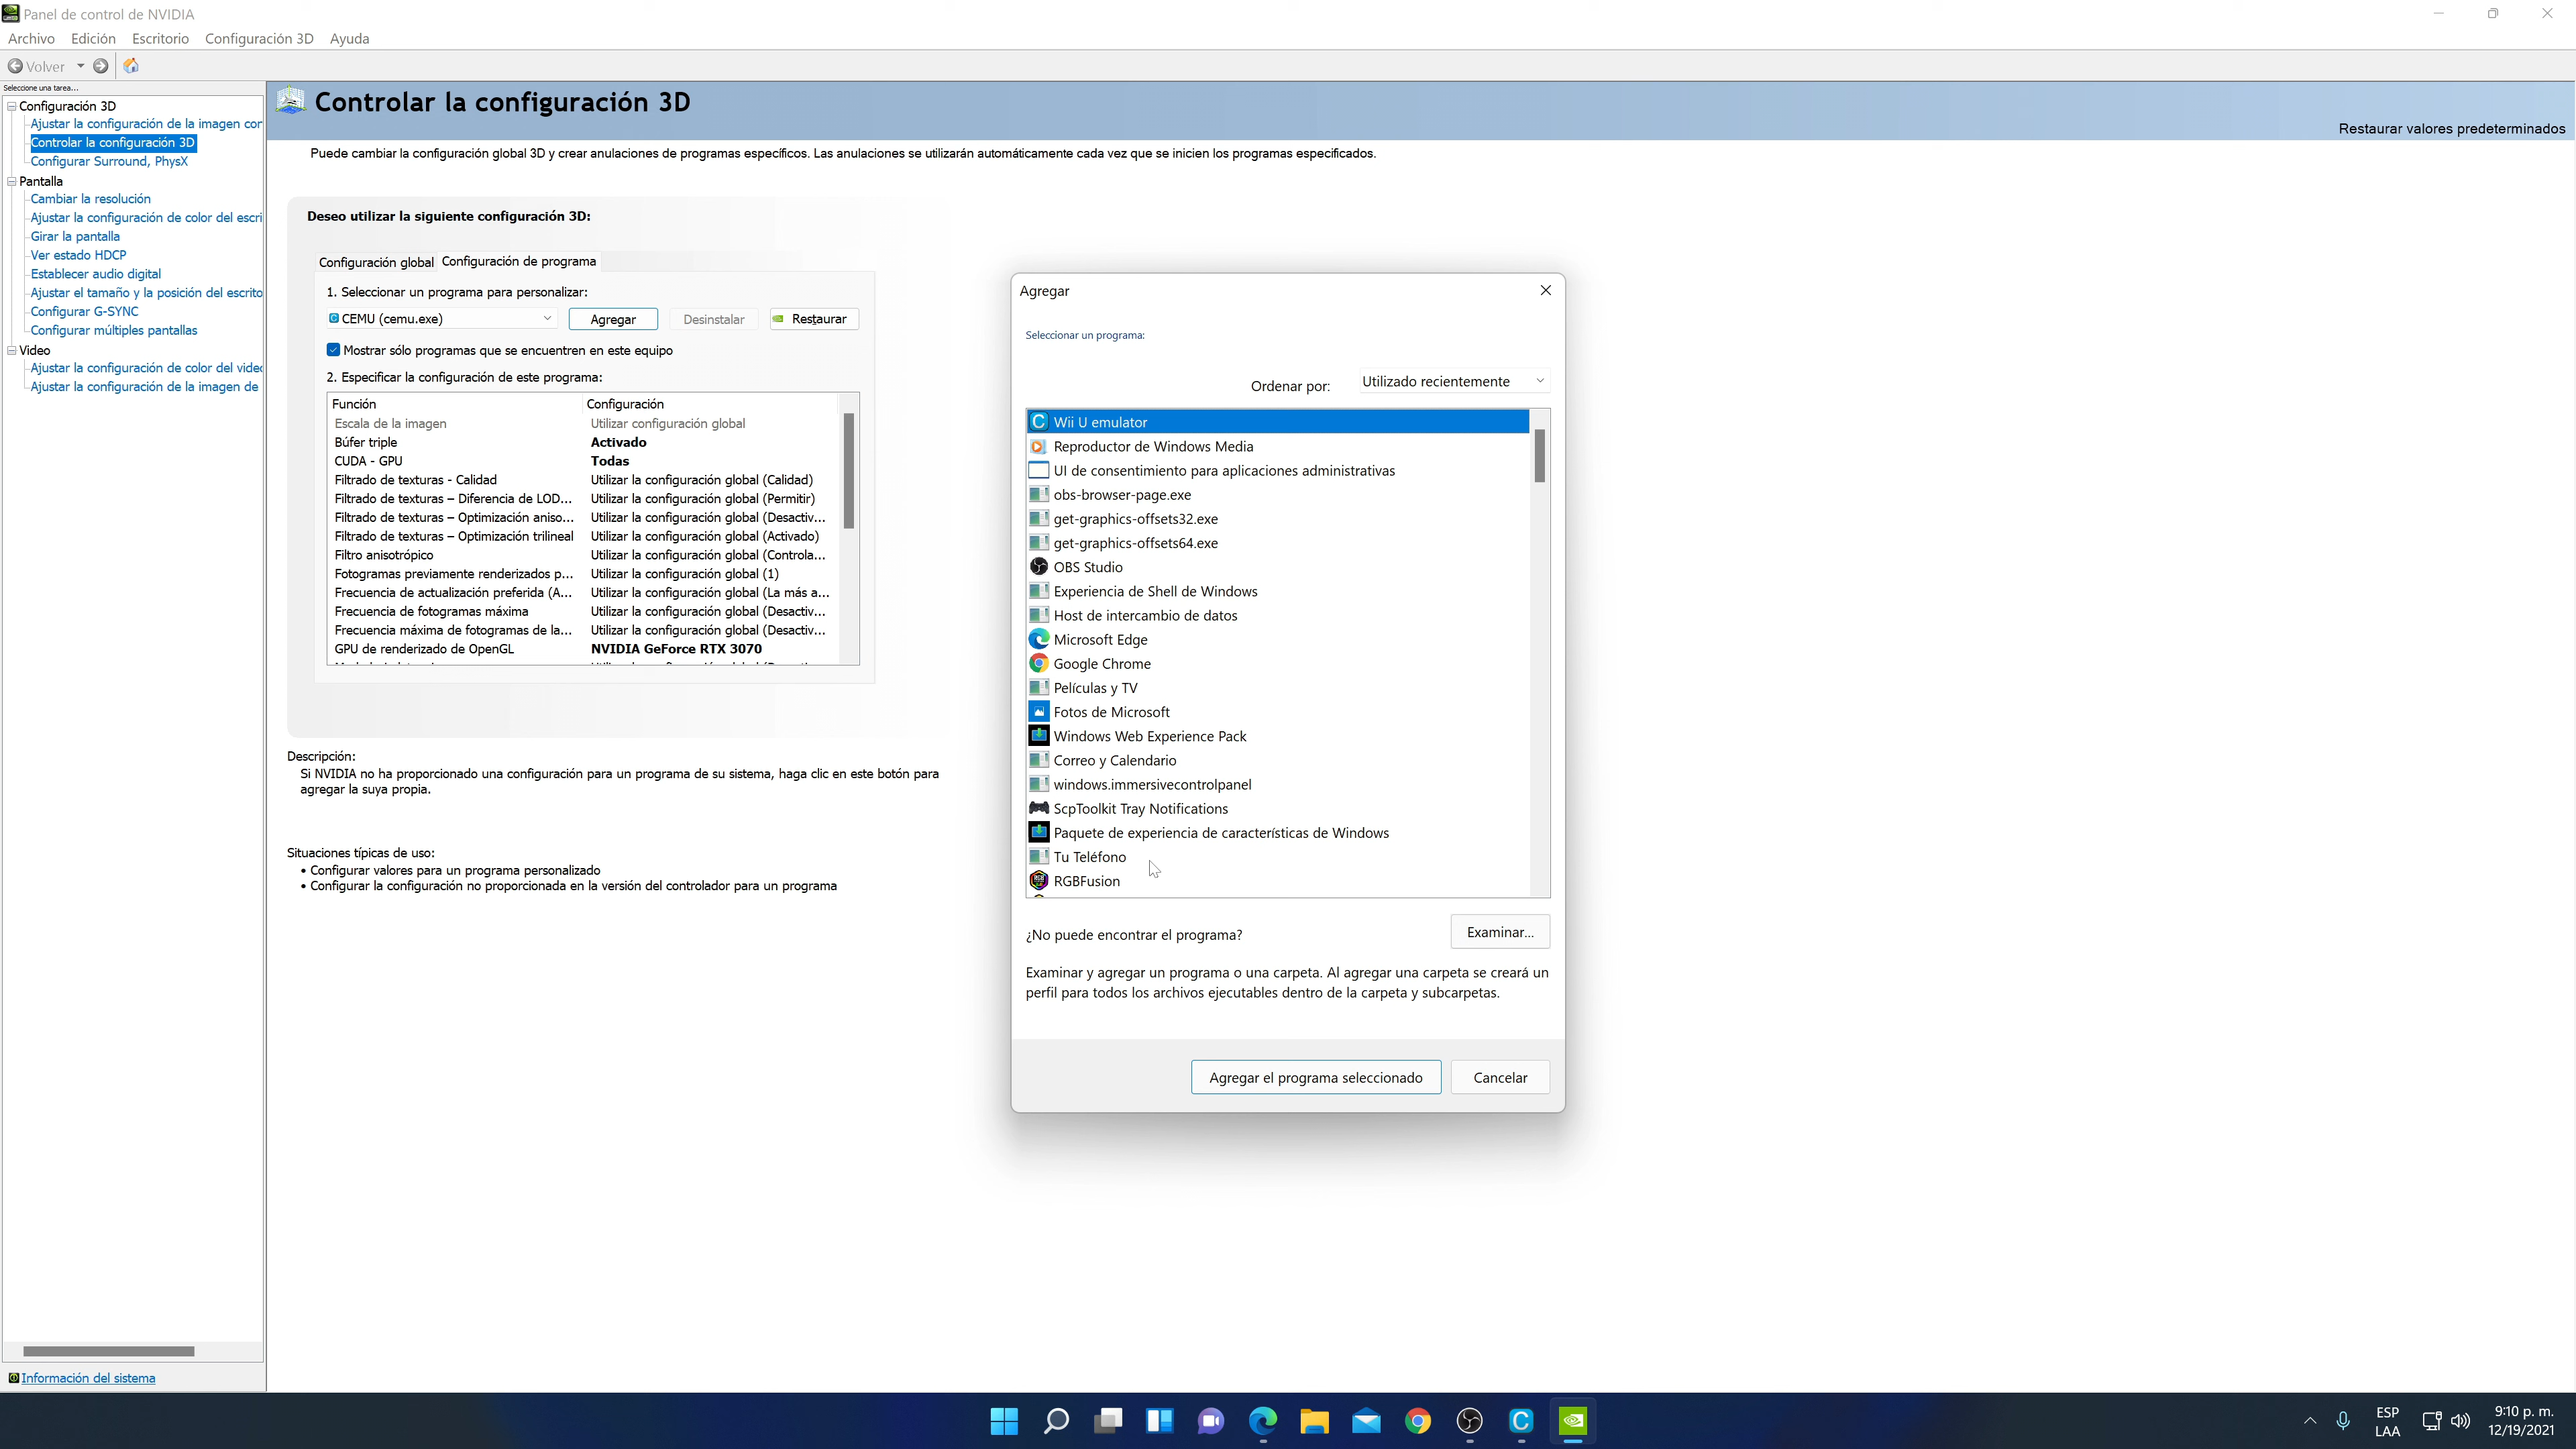 Panel de control de NVIDIA
Archivo Edición Escritorio Configuración 3D Ayuda
Volver
Seleccione una tarea...
Configuración 3D
Ajustar la configuración de la imagen con
Controlar la configuración 3D
Configurar Surround, PhysX
Pantalla
Cambiar la resolución
Ajustar la configuración de color del escri
Girar la pantalla
Ver estado HDCP
Establecer audio digital
Ajustar el tamaño y la posición del escrito
Configurar G-SYNC
Configurar múltiples pantallas
Video
Ajustar la configuración de color del vide
Ajustar la configuración de la imagen de
Información del sistema
Controlar la configuración 3D
Restaurar valores predeterminados
Puede cambiar la configuración global 3D y crear anulaciones de programas específicos. Las anulaciones se utilizarán automáticamente cada vez que se inicien los programas especificados.
Deseo utilizar la siguiente configuración 3D:
Configuración global Configuración de programa
1. Seleccionar un programa para personalizar:
CEMU (cemu.exe) Agregar Desinstalar Restaurar
Mostrar sólo programas que se encuentren en este equipo
2. Especificar la configuración de este programa:
Función Configuración
Escala de la imagen Utilizar configuración global
Búfer triple Activado
CUDA - GPU Todas
Filtrado de texturas - Calidad Utilizar la configuración global (Calidad)
Filtrado de texturas – Diferencia de LOD... Utilizar la configuración global (Permitir)
Filtrado de texturas – Optimización aniso... Utilizar la configuración global (Desactiv...
Filtrado de texturas – Optimización trilineal Utilizar la configuración global (Activado)
Filtro anisotrópico Utilizar la configuración global (Controla...
Fotogramas previamente renderizados p... Utilizar la configuración global (1)
Frecuencia de actualización preferida (A... Utilizar la configuración global (La más a...
Frecuencia de fotogramas máxima Utilizar la configuración global (Desactiv...
Frecuencia máxima de fotogramas de la... Utilizar la configuración global (Desactiv...
GPU de renderizado de OpenGL NVIDIA GeForce RTX 3070
Descripción:
Si NVIDIA no ha proporcionado una configuración para un programa de su sistema, haga clic en este botón para
agregar la suya propia.
Situaciones típicas de uso:
• Configurar valores para un programa personalizado
• Configurar la configuración no proporcionada en la versión del controlador para un programa
Agregar
Seleccionar un programa:
Ordenar por: Utilizado recientemente
Wii U emulator
Reproductor de Windows Media
UI de consentimiento para aplicaciones administrativas
obs-browser-page.exe
get-graphics-offsets32.exe
get-graphics-offsets64.exe
OBS Studio
Experiencia de Shell de Windows
Host de intercambio de datos
Microsoft Edge
Google Chrome
Películas y TV
Fotos de Microsoft
Windows Web Experience Pack
Correo y Calendario
windows.immersivecontrolpanel
ScpToolkit Tray Notifications
Paquete de experiencia de características de Windows
Tu Teléfono
RGBFusion
¿No puede encontrar el programa? Examinar...
Examinar y agregar un programa o una carpeta. Al agregar una carpeta se creará un
perfil para todos los archivos ejecutables dentro de la carpeta y subcarpetas.
Agregar el programa seleccionado Cancelar
ESP
LAA
9:10 p. m.
12/19/2021